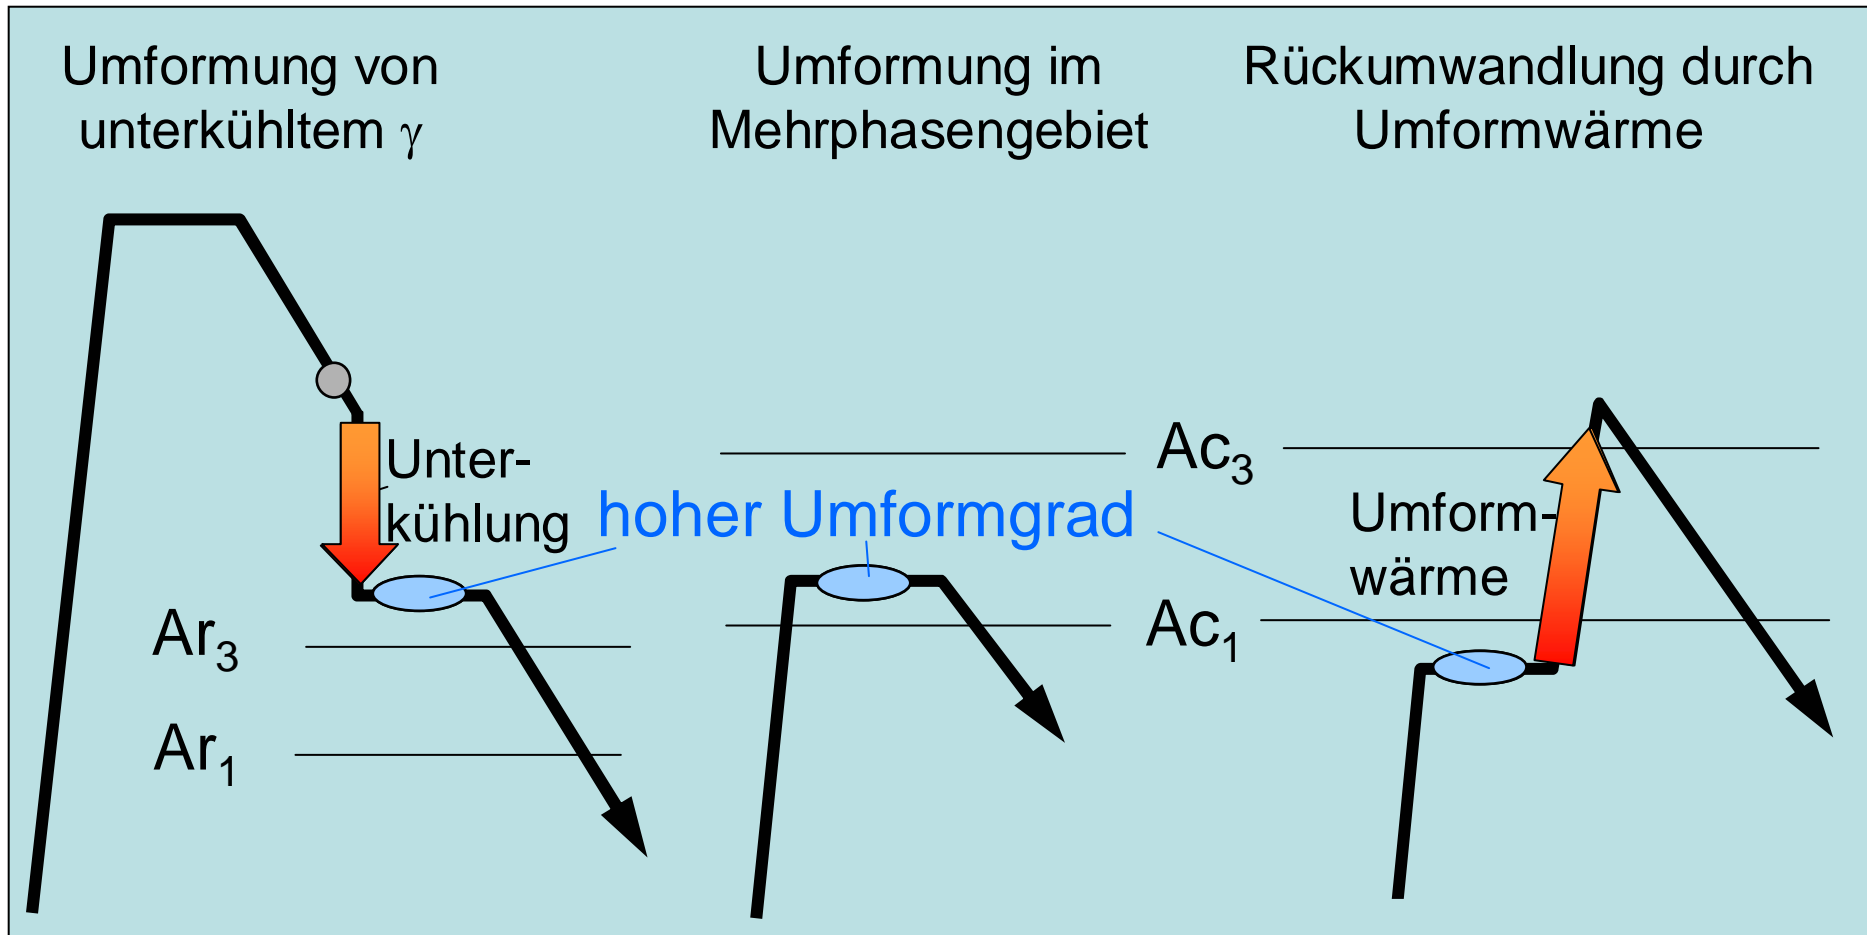 Umformung von
unterkühltem γ
Umformung im
Mehrphasengebiet
Rückumwandlung durch
Umformwärme
Unter-
kühlung
hoher Umformgrad
Ac₃
Umform-
wärme
Ar₃
Ac₁
Ar₁